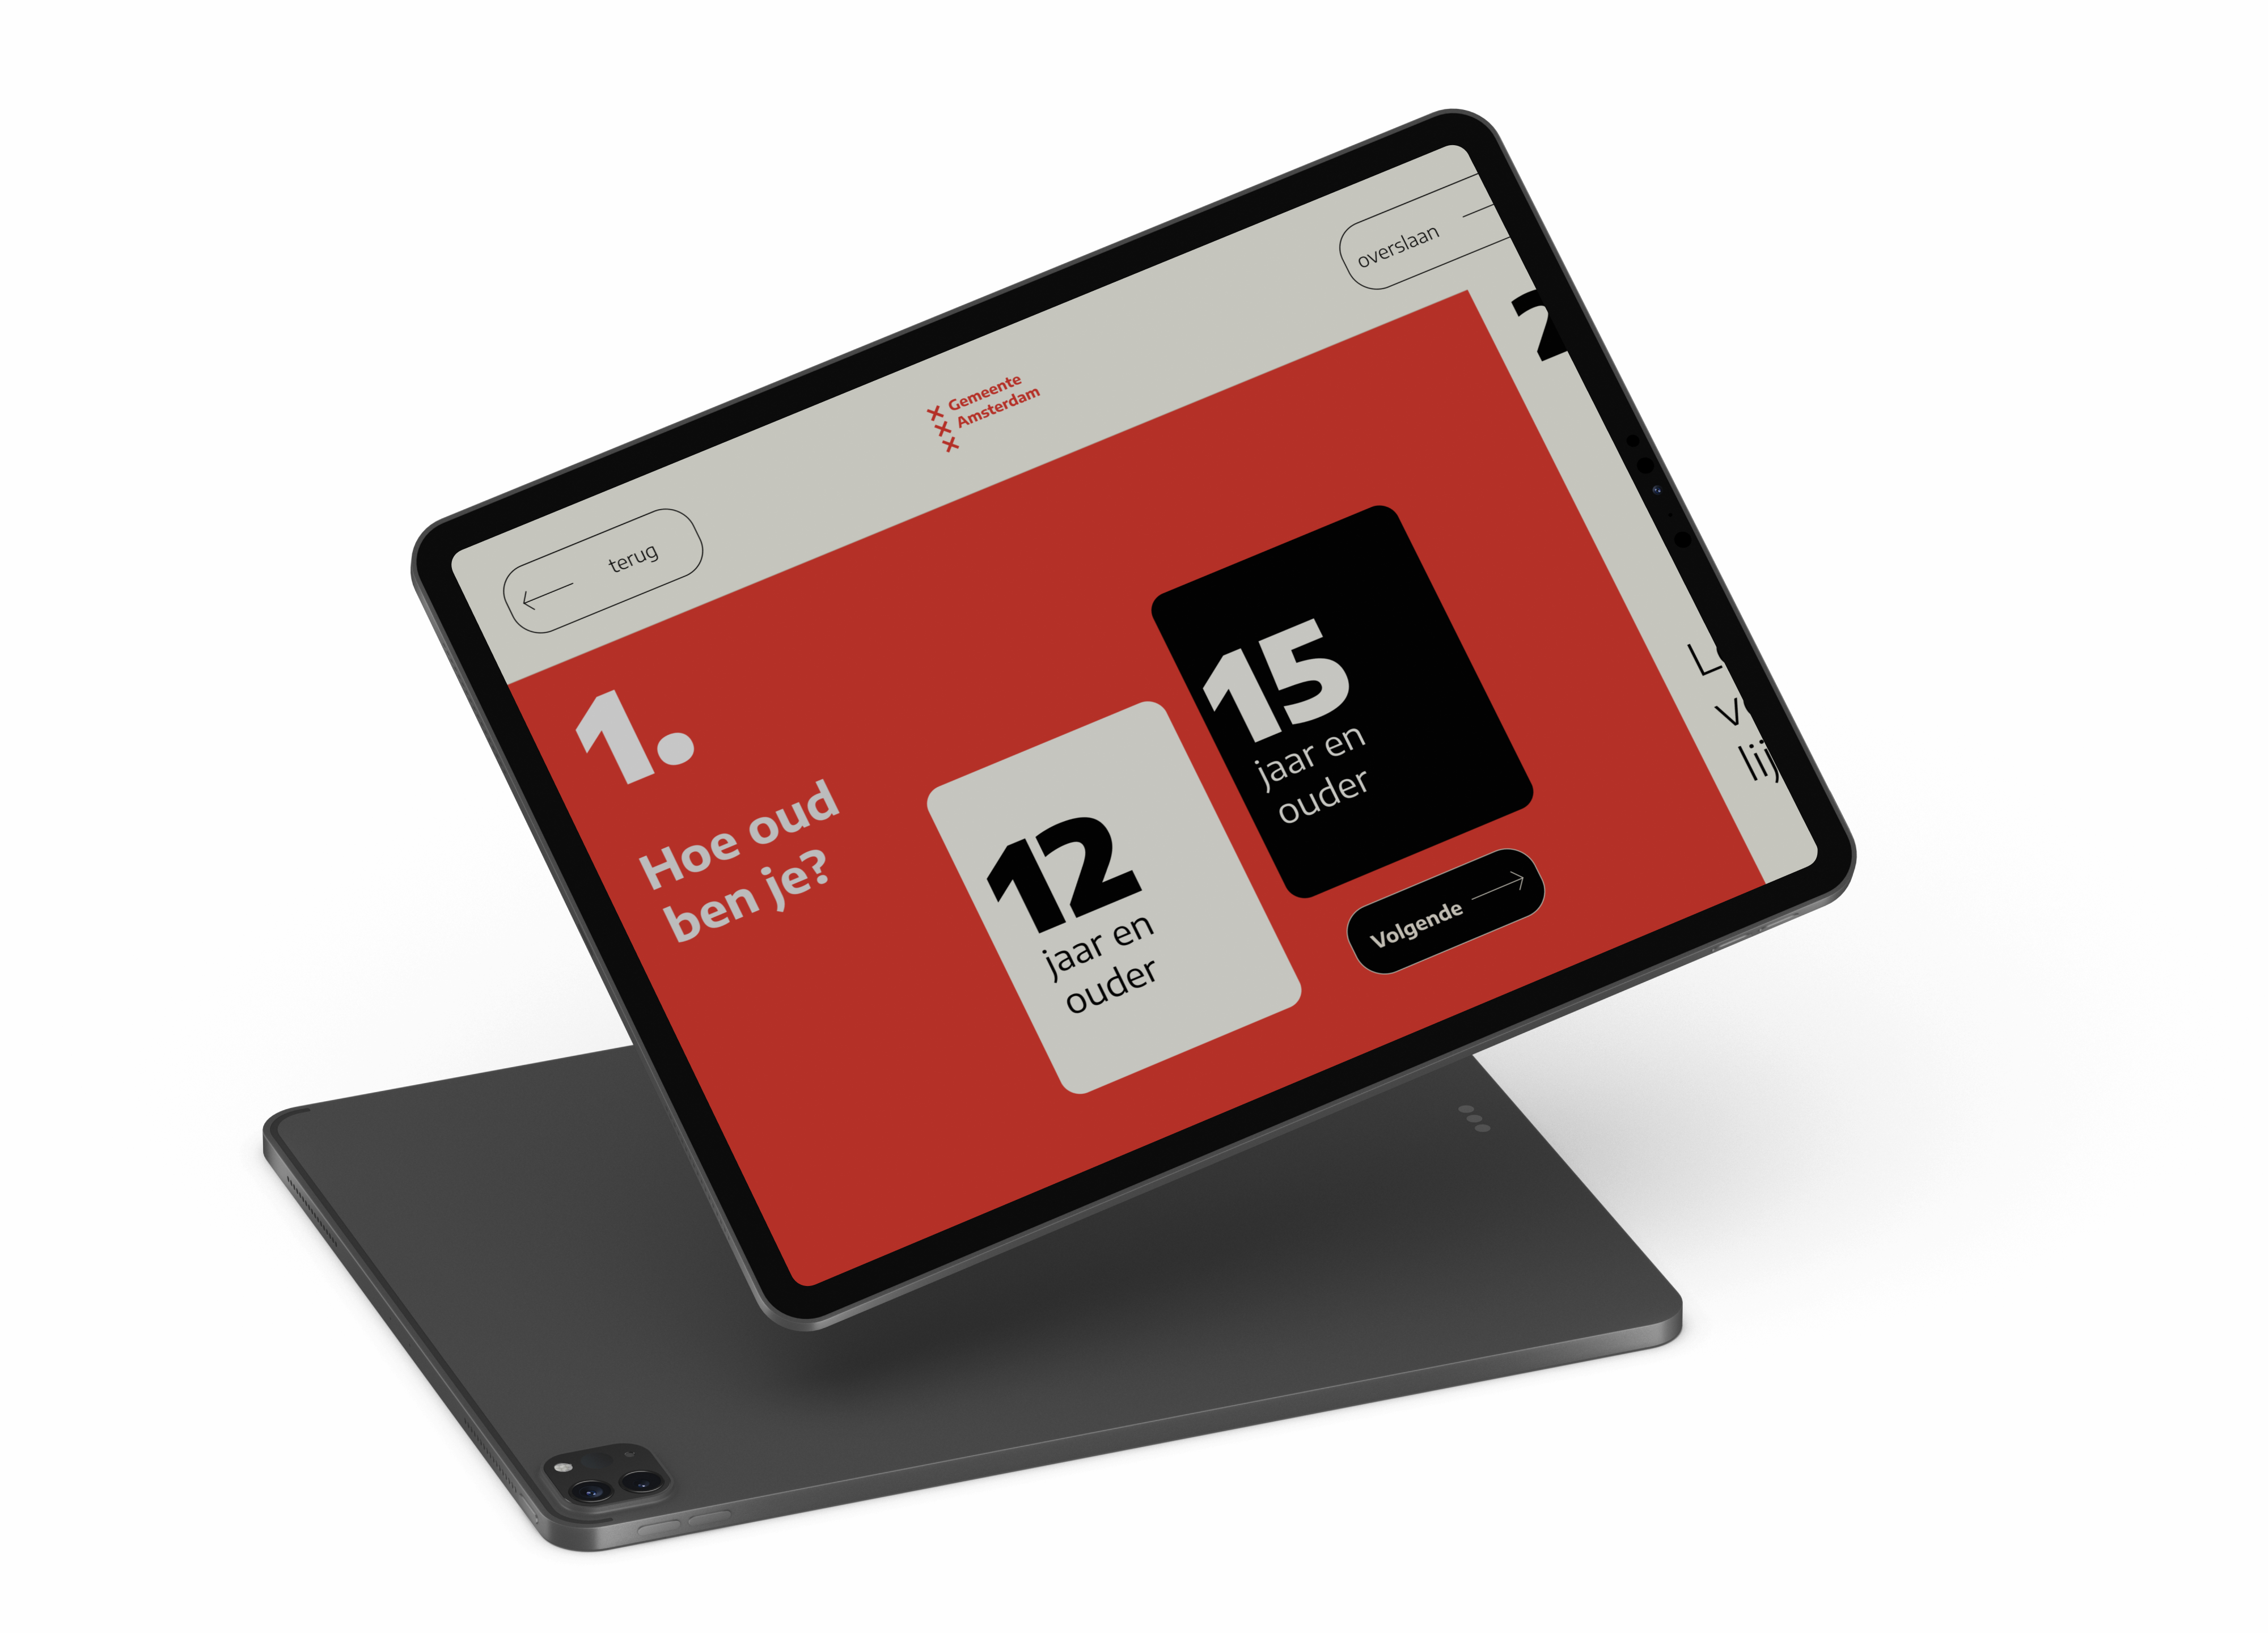 terug
Gemeente
Amsterdam
overslaan
1.
Hoe oud
ben je?
12
jaar en
ouder
15
jaar en
ouder
Volgende
2
L
v
lij